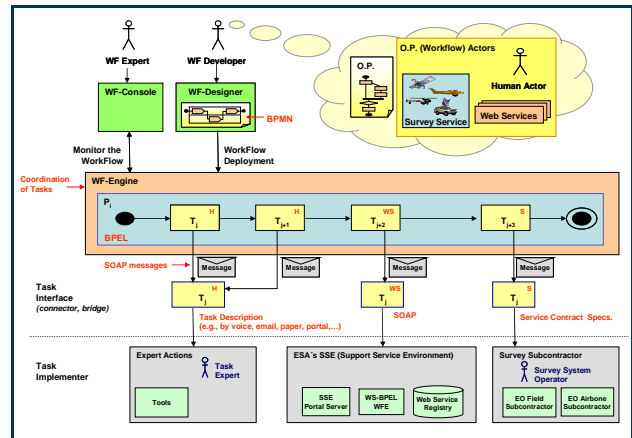 WF Expert
WF Developer
O.P.
O.P. (Workflow) Actors
Human Actor
Survey Service
Web Services
WF-Console
WF-Designer
BPMN
Monitor the
WorkFlow
WorkFlow
Deployment
Coordination
of Tasks
WF-Engine
Pi
H
Tj
H
Tj+1
WS
Tj+2
S
Tj+3
BPEL
SOAP messages
Message
Message
Message
Message
Task
Interface
(connector, bridge)
H
Tj
WS
Tj
S
Tj
Task Description
(e.g., by voice, email, paper, portal,...)
SOAP
Service Contract Specs.
Task
Implementer
Expert Actions
Task
Expert
Tools
ESA´s SSE (Support Service Environment)
SSE
Portal Server
WS-BPEL
WFE
Web Service
Registry
Survey Subcontractor
Survey System
Operator
EO Field
Subcontractor
EO Airbone
Subcontractor